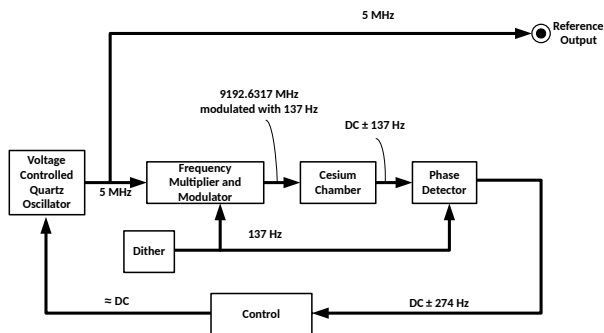 5 MHz
Reference
Output
9192.6317 MHz
modulated with 137 Hz
DC ± 137 Hz
Voltage
Controlled
Quartz
Oscillator
5 MHz
Frequency
Multiplier and
Modulator
Cesium
Chamber
Phase
Detector
Dither
137 Hz
≈ DC
Control
DC ± 274 Hz